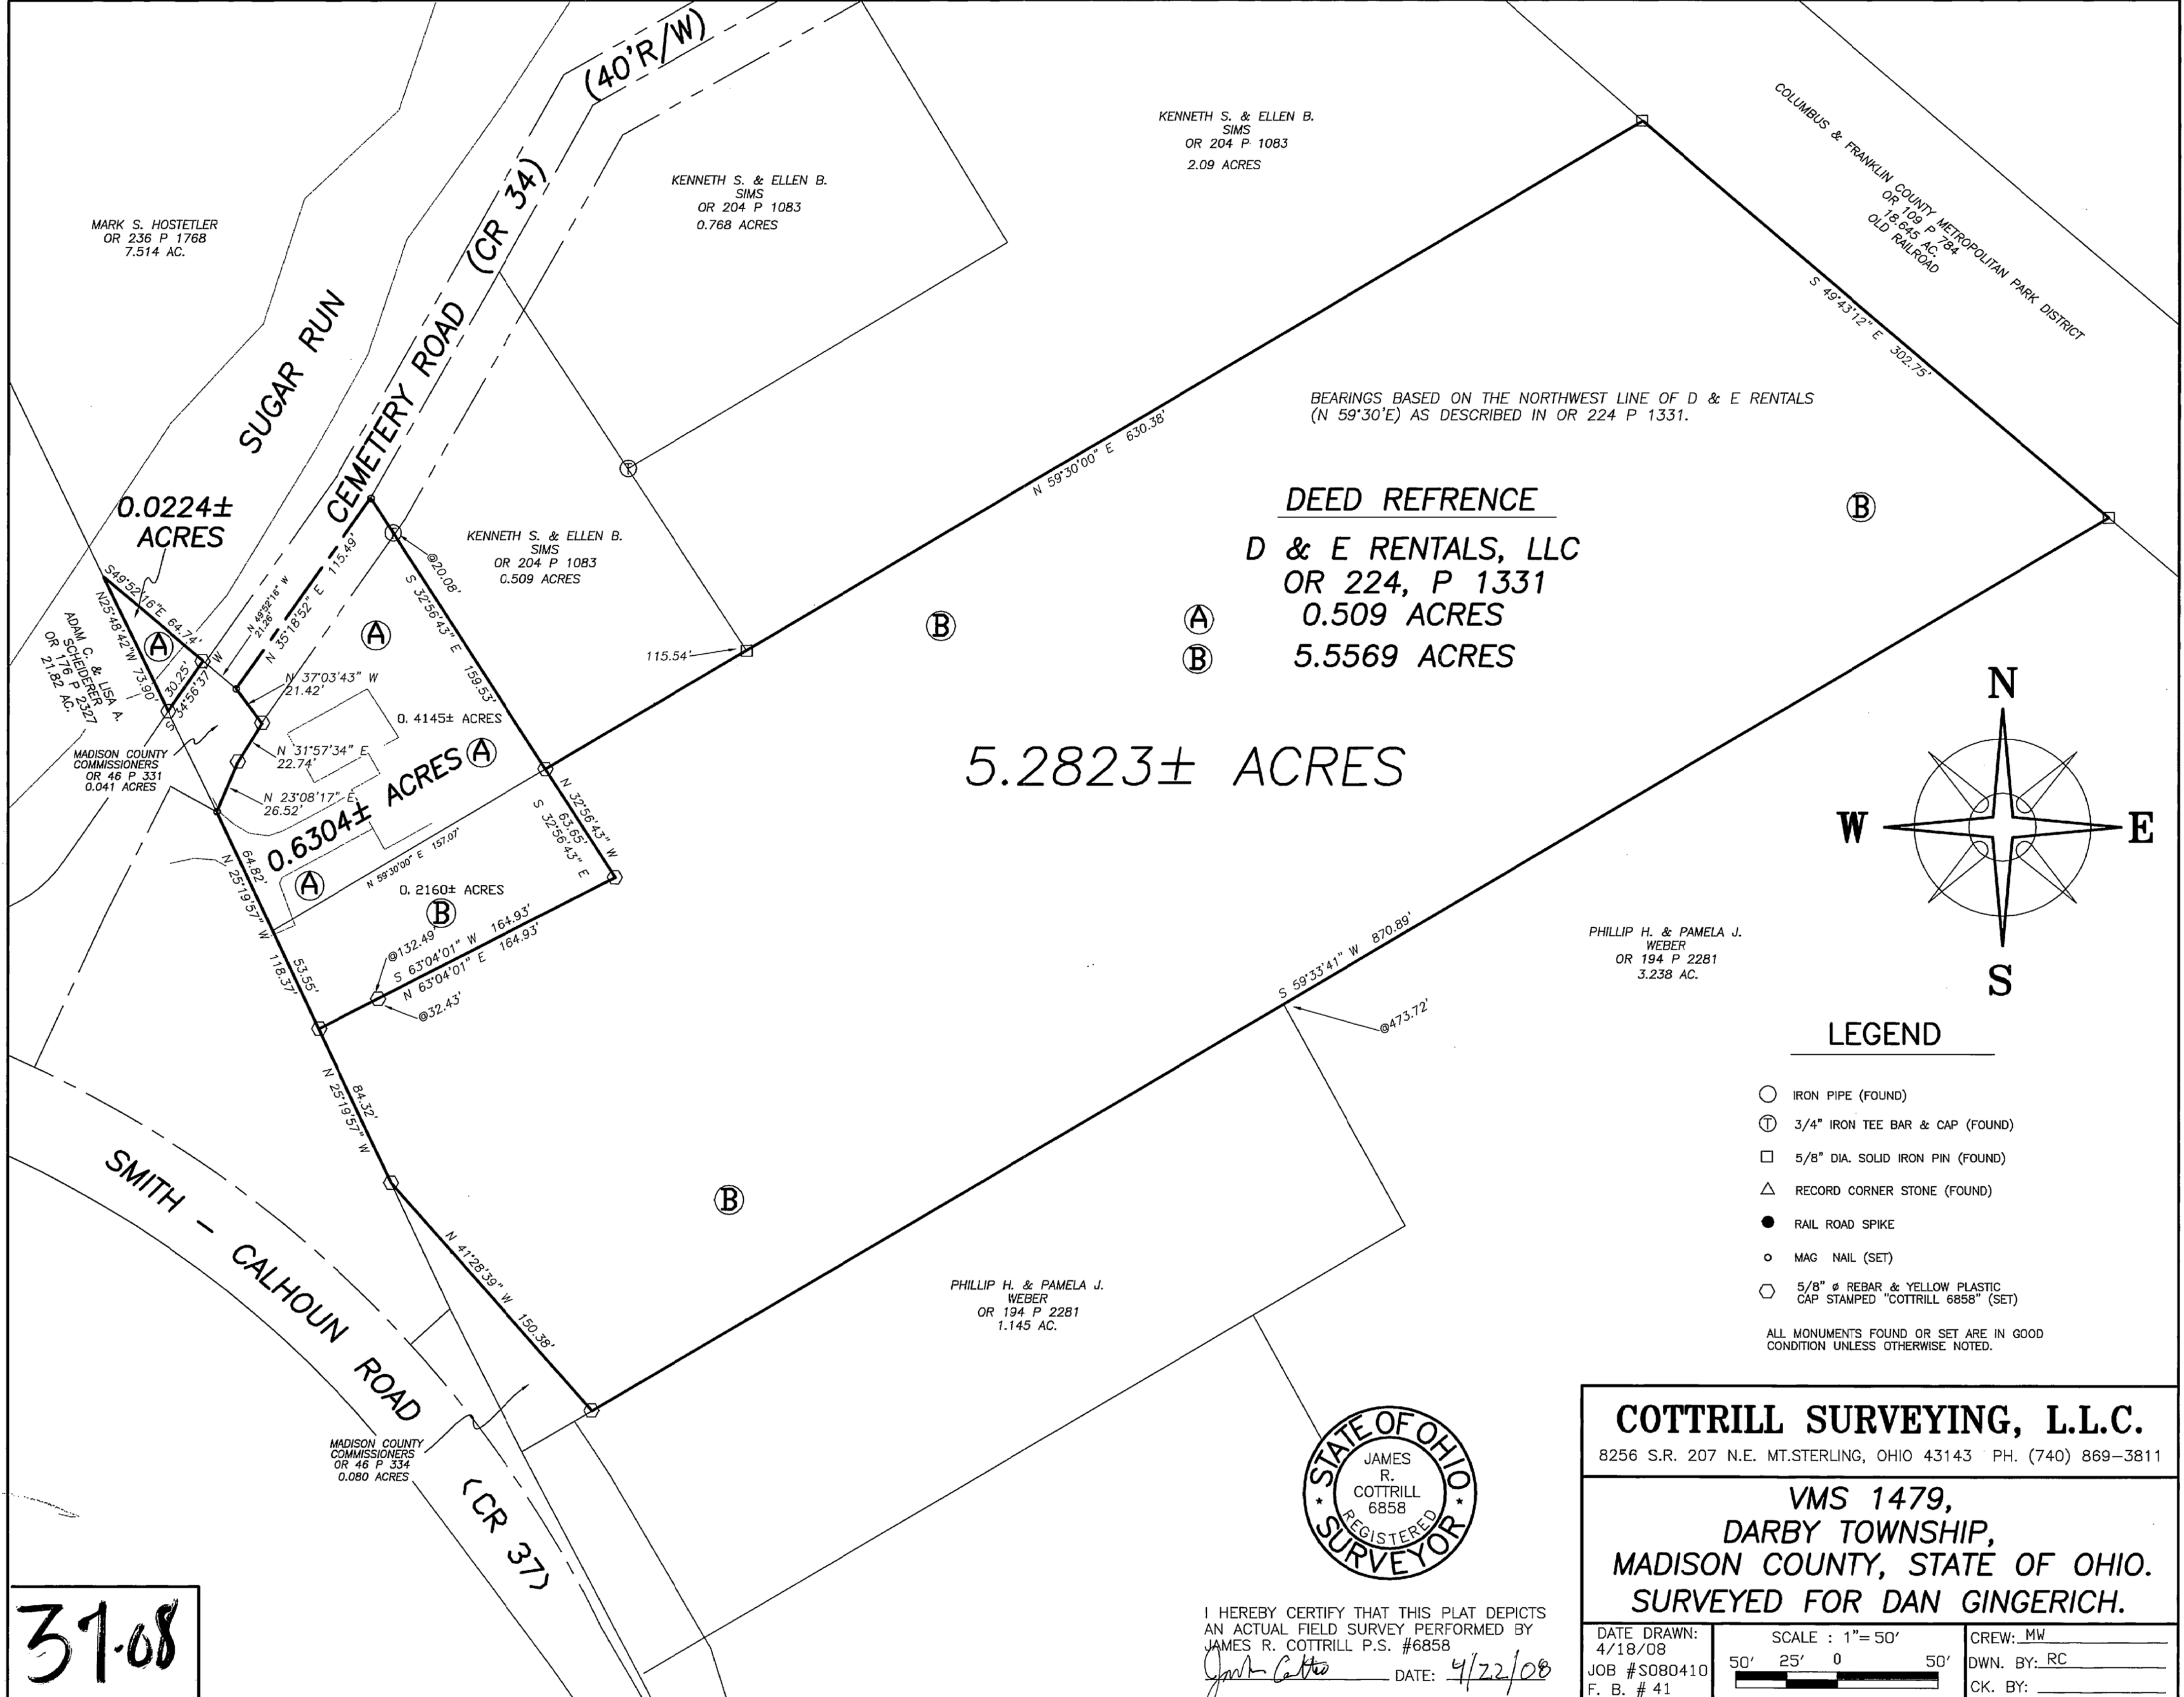 (40'R/W)
CEMETERY ROAD (CR 34)
SUGAR RUN
MARK S. HOSTETLER
OR 236 P 1768
7.514 AC.
KENNETH S. & ELLEN B.
SIMS
OR 204 P 1083
0.768 ACRES
KENNETH S. & ELLEN B.
SIMS
OR 204 P 1083
2.09 ACRES
COLUMBUS & FRANKLIN COUNTY METROPOLITAN PARK DISTRICT
OR 109 P 784
18.645 AC.
OLD RAILROAD
S 49°43'12" E 302.75'
N 59°30'00" E 630.38'
BEARINGS BASED ON THE NORTHWEST LINE OF D & E RENTALS
(N 59°30'E) AS DESCRIBED IN OR 224 P 1331.
DEED REFRENCE
D & E RENTALS, LLC
OR 224, P 1331
A 0.509 ACRES
B 5.5569 ACRES
B
B
T
T
0.0224±
ACRES
KENNETH S. & ELLEN B.
SIMS
OR 204 P 1083
0.509 ACRES
@20.08'
S 32°56'43" E 159.53'
N 35°18'52" E 115.49'
N 49°52'16" W
21.26'
S49°52'16"E 64.74'
N25°48'42"W 73.90'
30.25'
S 34°56'37" W
A
A
ADAM C. & LISA A.
SCHEIDERER
OR 176 P 2327
21.82 AC.
115.54'
N 37°03'43" W
21.42'
0.4145± ACRES
N 31°57'34" E
22.74'
N 23°08'17" E
26.52'
MADISON COUNTY
COMMISSIONERS
OR 46 P 331
0.041 ACRES
0.6304± ACRES
A
A
5.2823± ACRES
N 32°56'43" W
63.65'
S 32°56'43" E
N 59°30'00" E 157.07'
0.2160± ACRES
B
64.82'
N 25°19'57" W 118.37'
53.55'
@132.49'
S 63°04'01" W 164.93'
N 63°04'01" E 164.93'
@32.43'
84.32'
N 25°19'57" W
S 59°33'41" W 870.89'
@473.72'
PHILLIP H. & PAMELA J.
WEBER
OR 194 P 2281
3.238 AC.
B
N 41°28'39" W 150.38'
PHILLIP H. & PAMELA J.
WEBER
OR 194 P 2281
1.145 AC.
SMITH - CALHOUN ROAD (CR 37)
MADISON COUNTY
COMMISSIONERS
OR 46 P 334
0.080 ACRES
N
W
E
S
LEGEND
IRON PIPE (FOUND)
T 3/4" IRON TEE BAR & CAP (FOUND)
5/8" DIA. SOLID IRON PIN (FOUND)
RECORD CORNER STONE (FOUND)
RAIL ROAD SPIKE
MAG NAIL (SET)
5/8" ø REBAR & YELLOW PLASTIC
CAP STAMPED "COTTRILL 6858" (SET)
ALL MONUMENTS FOUND OR SET ARE IN GOOD
CONDITION UNLESS OTHERWISE NOTED.
STATE OF OHIO
JAMES
R.
COTTRILL
6858
REGISTERED
SURVEYOR
I HEREBY CERTIFY THAT THIS PLAT DEPICTS
AN ACTUAL FIELD SURVEY PERFORMED BY
JAMES R. COTTRILL P.S. #6858
DATE: 4/22/08
COTTRILL SURVEYING, L.L.C.
8256 S.R. 207 N.E. MT.STERLING, OHIO 43143 PH. (740) 869-3811
VMS 1479,
DARBY TOWNSHIP,
MADISON COUNTY, STATE OF OHIO.
SURVEYED FOR DAN GINGERICH.
DATE DRAWN:
4/18/08
JOB #S080410
F. B. # 41
SCALE : 1"= 50'
50' 25' 0 50'
CREW: MW
DWN. BY: RC
CK. BY:
37-08